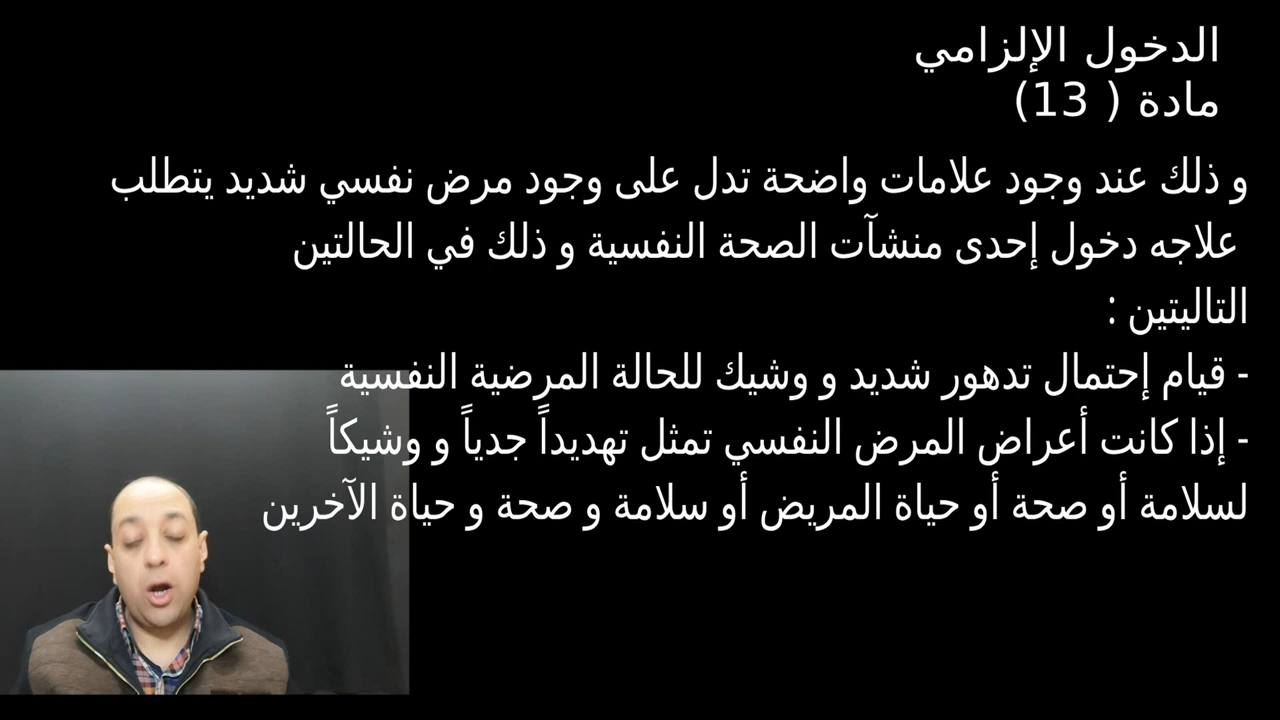 الدخول الإلزامي
مادة ( 13)
و ذلك عند وجود علامات واضحة تدل على وجود مرض نفسي شديد يتطلب
علاجه دخول إحدى منشآت الصحة النفسية و ذلك في الحالتين
التاليتين :
- قيام إحتمال تدهور شديد و وشيك للحالة المرضية النفسية
- إذا كانت أعراض المرض النفسي تمثل تهديداً جدياً و وشيكاً
لسلامة أو صحة أو حياة المريض أو سلامة و صحة و حياة الآخرين